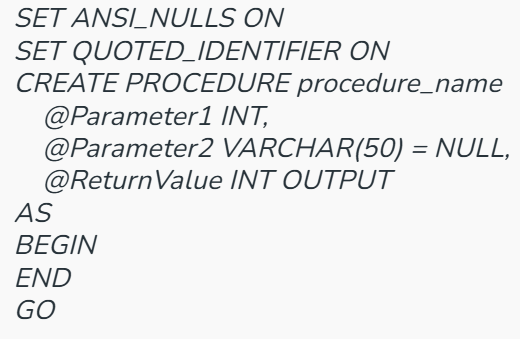 SET ANSI_NULLS ON
SET QUOTED_IDENTIFIER ON
CREATE PROCEDURE procedure_name
@Parameter1 INT,
@Parameter2 VARCHAR(50) = NULL,
@ReturnValue INT OUTPUT
AS
BEGIN
END
GO